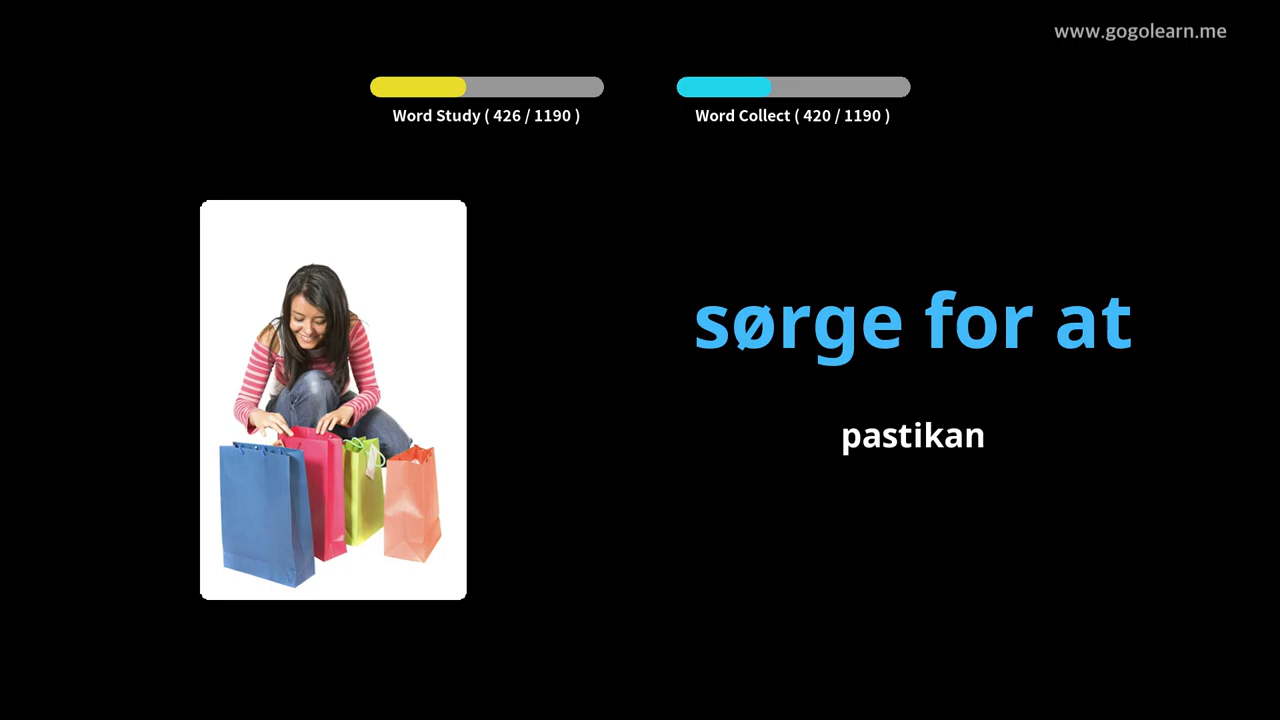 www.gogolearn.me
Word Study ( 426 / 1190 )
Word Collect ( 420 / 1190 )
sørge for at
pastikan